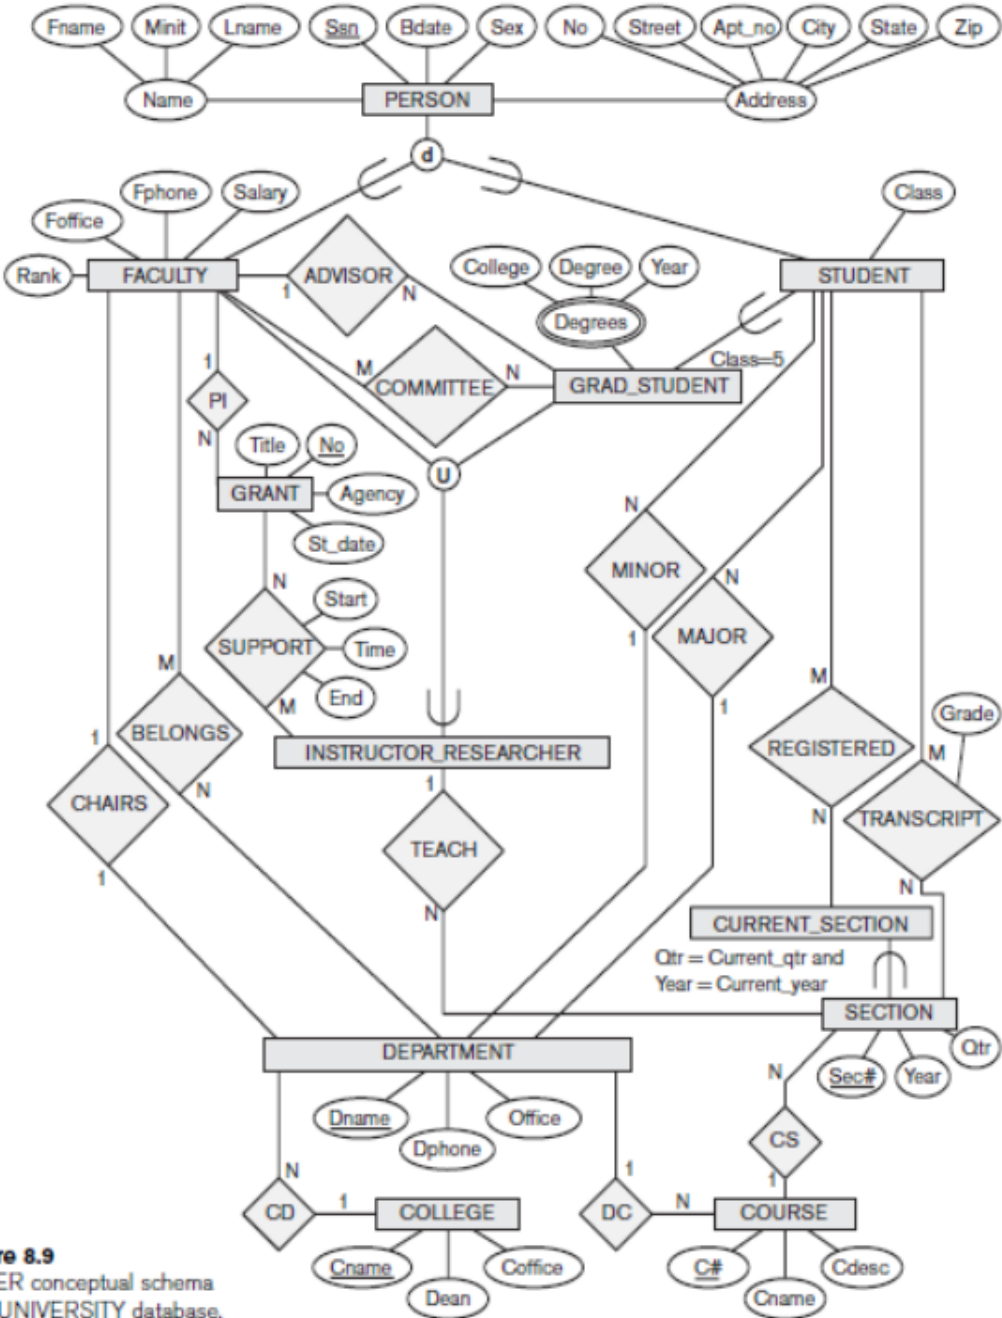 Fname Minit Lname Ssn Bdate Sex No Street Apt_no City State Zip
Name PERSON Address
d
Fphone Salary Class
Foffice
Rank FACULTY ADVISOR College Degree Year STUDENT
1 N
Degrees
Class=5
1 M COMMITTEE N GRAD_STUDENT
PI
N Title No
U
GRANT Agency
St_date
N
N MINOR N
Start
SUPPORT Time 1 MAJOR
End
M M 1 M
BELONGS Grade
1 INSTRUCTOR_RESEARCHER REGISTERED M
N 1
CHAIRS N TRANSCRIPT
TEACH
1 N
N
CURRENT_SECTION
Qtr = Current_qtr and
Year = Current_year
SECTION
Qtr
DEPARTMENT
N Sec# Year
Dname Office
Dphone CS
N 1 1
CD 1 COLLEGE DC N COURSE
Cname Coffice C# Cdesc
Dean Cname
re 8.9
ER conceptual schema
UNIVERSITY database.